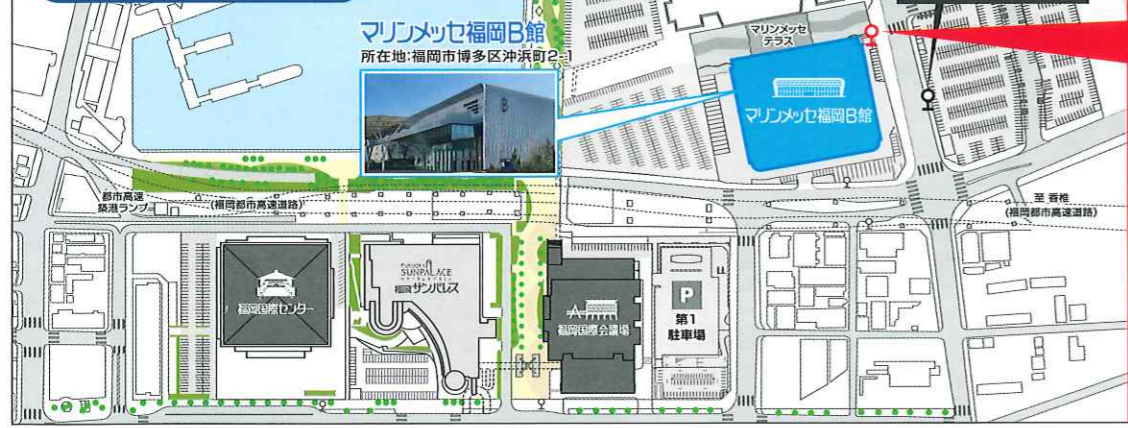 マリンメッセ福岡B館
所在地:福岡市博多区沖浜町2-1
マリンメッセ
テラス
マリンメッセ福岡B館
都市高速
築港ランプ
(福岡都市高速道路)
至 香椎
(福岡都市高速道路)
福岡国際センター
FUKUOKA
SUNPALACE
HOTEL & HALL
福岡サンパレス
福岡国際会議場
P
第1
駐車場